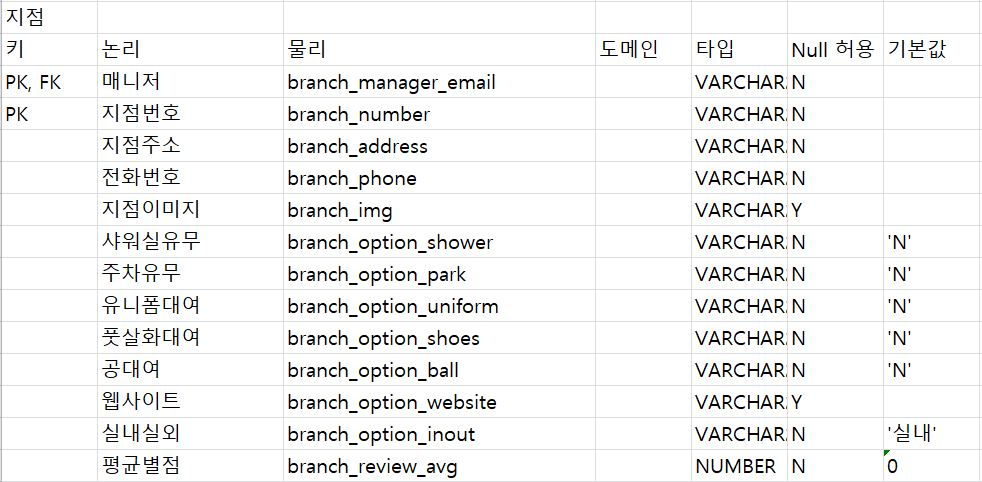 지점
키 논리 물리 도메인 타입 Null 허용 기본값
PK, FK 매니저 branch_manager_email VARCHAR N
PK 지점번호 branch_number VARCHAR N
지점주소 branch_address VARCHAR N
전화번호 branch_phone VARCHAR N
지점이미지 branch_img VARCHAR Y
샤워실유무 branch_option_shower VARCHAR N 'N'
주차유무 branch_option_park VARCHAR N 'N'
유니폼대여 branch_option_uniform VARCHAR N 'N'
풋살화대여 branch_option_shoes VARCHAR N 'N'
공대여 branch_option_ball VARCHAR N 'N'
웹사이트 branch_option_website VARCHAR Y
실내실외 branch_option_inout VARCHAR N '실내'
평균별점 branch_review_avg NUMBER N 0